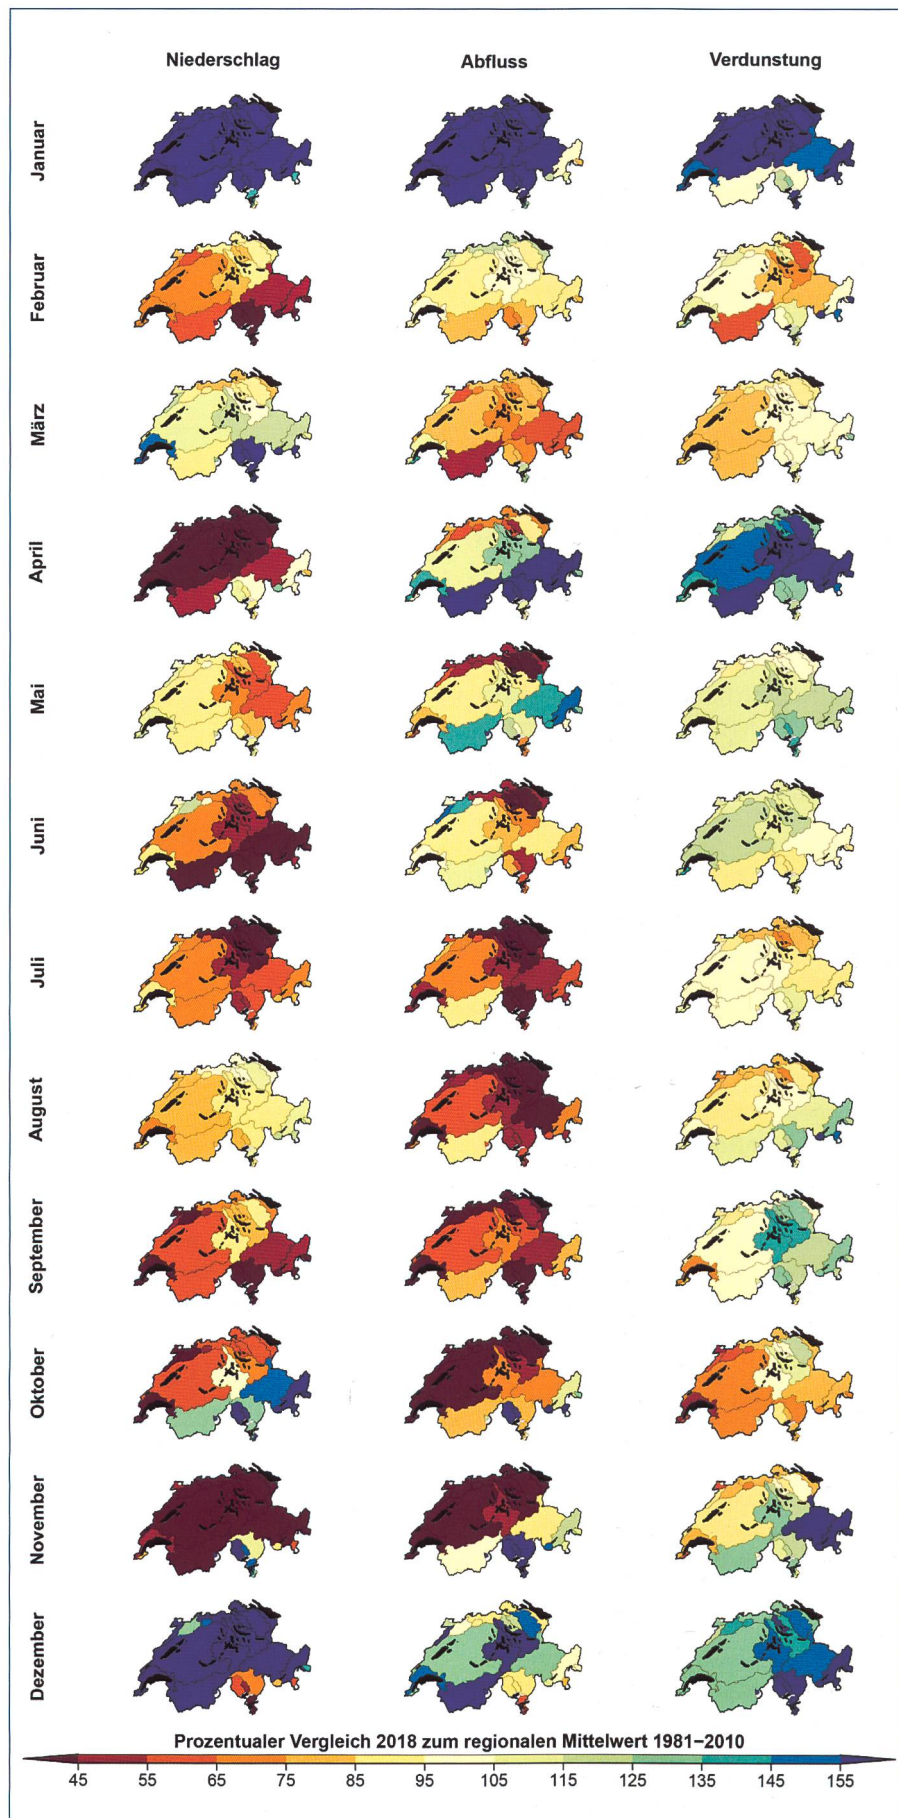 Niederschlag Abfluss Verdunstung
Januar
Februar
März
April
Mai
Juni
Juli
August
September
Oktober
November
Dezember
Prozentualer Vergleich 2018 zum regionalen Mittelwert 1981–2010
45 55 65 75 85 95 105 115 125 135 145 155